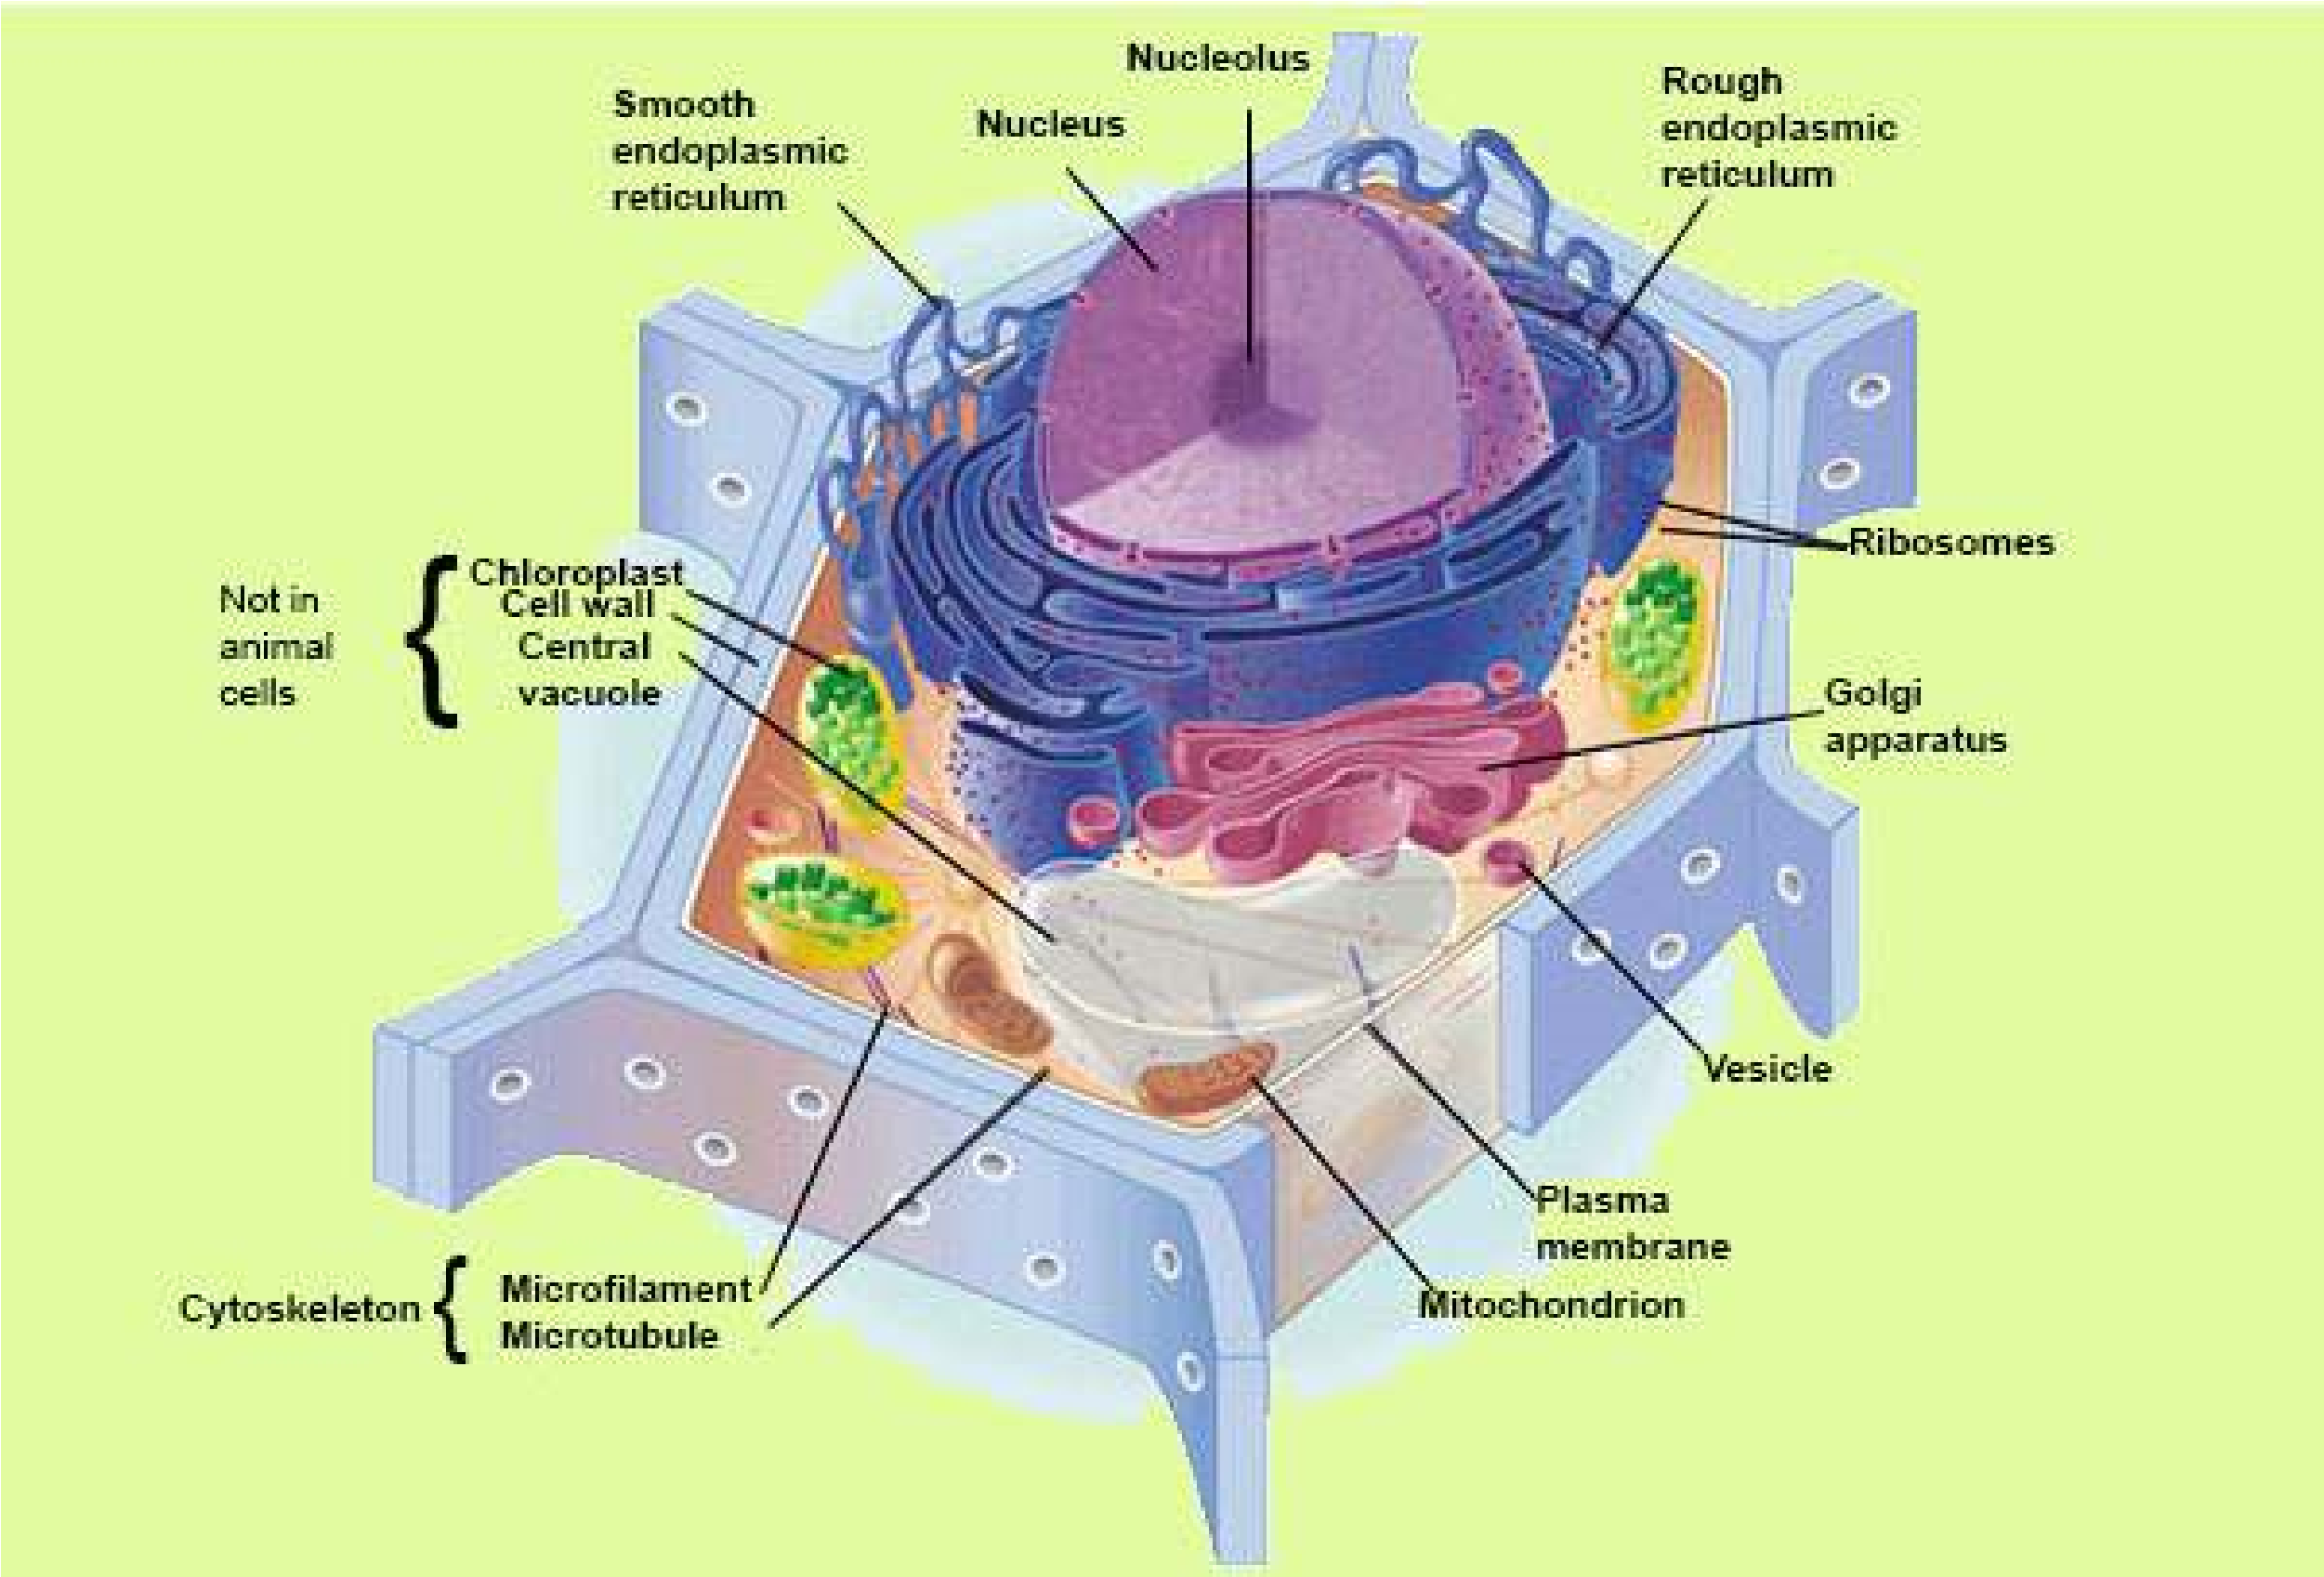 Nucleolus
Nucleus
Smooth
endoplasmic
reticulum
Rough
endoplasmic
reticulum
Ribosomes
Not in
animal
cells
Chloroplast
Cell wall
Central
vacuole
Golgi
apparatus
Vesicle
Plasma
membrane
Mitochondrion
Cytoskeleton
Microfilament
Microtubule